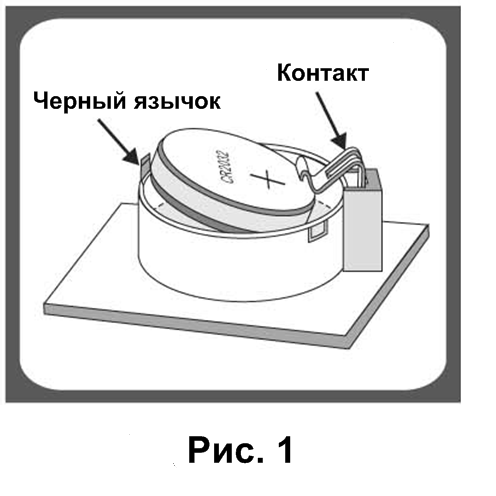 Контакт
Черный язычок
CR2032
+
Рис. 1